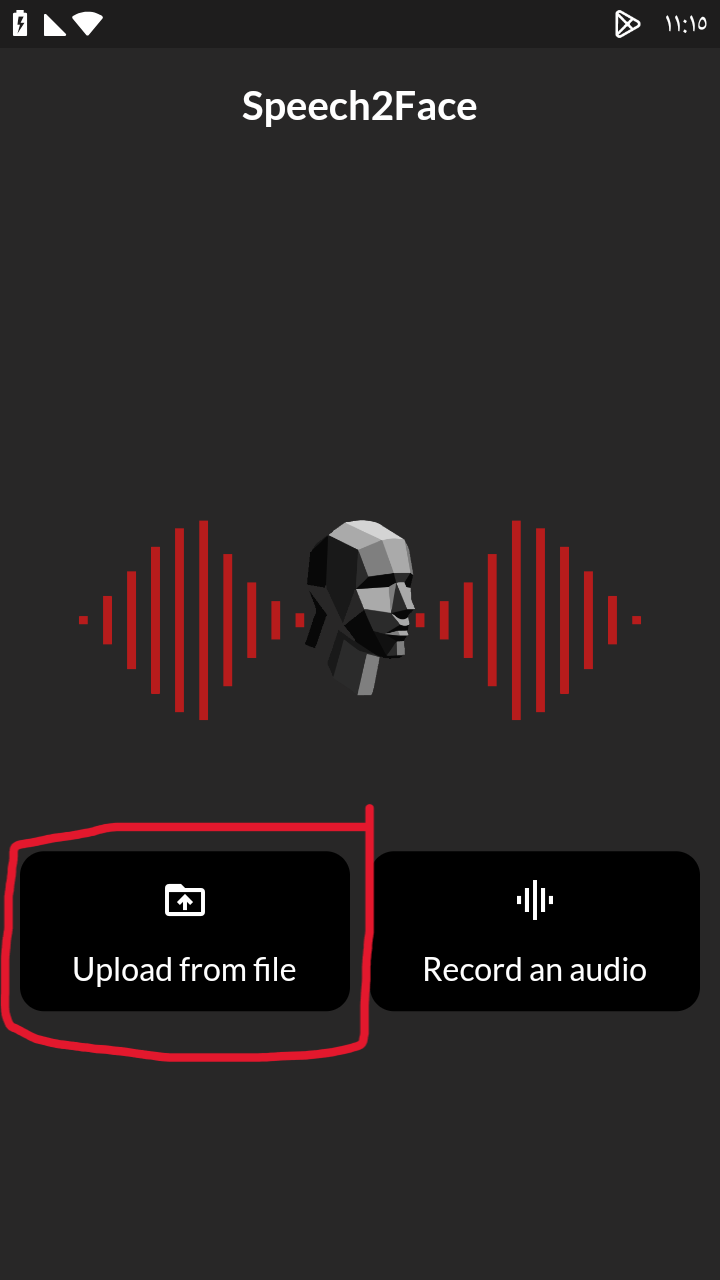 ١١:١٥
Speech2Face
Upload from file
Record an audio